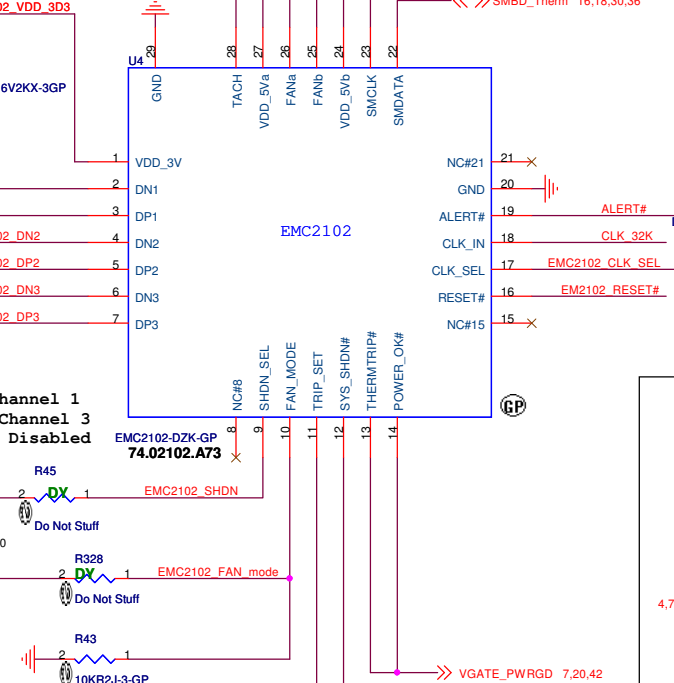 02_VDD_3D3
SMBD_Therm 16,18,30,36
U4
29
28
27
26
25
24
23
22
GND
TACH
VDD_5Va
FANa
FANb
VDD_5Vb
SMCLK
SMDATA
6V2KX-3GP
1 VDD_3V
2 DN1
3 DP1
02_DN2 4 DN2
02_DP2 5 DP2
02_DN3 6 DN3
02_DP3 7 DP3
EMC2102
NC#21 21
GND 20
ALERT# 19 ALERT#
CLK_IN 18 CLK_32K
CLK_SEL 17 EMC2102_CLK_SEL
RESET# 16 EM2102_RESET#
NC#15 15
NC#8
SHDN_SEL
FAN_MODE
TRIP_SET
SYS_SHDN#
THERMTRIP#
POWER_OK#
8
9
10
11
12
13
14
GP
hannel 1
Channel 3
Disabled
EMC2102-DZK-GP
74.02102.A73
R45
2 DY 1 EMC2102_SHDN
Do Not Stuff
0
R328
2 DY 1 EMC2102_FAN_mode
Do Not Stuff
R43
2 1
10KR2J-3-GP
VGATE_PWRGD 7,20,42
4,7